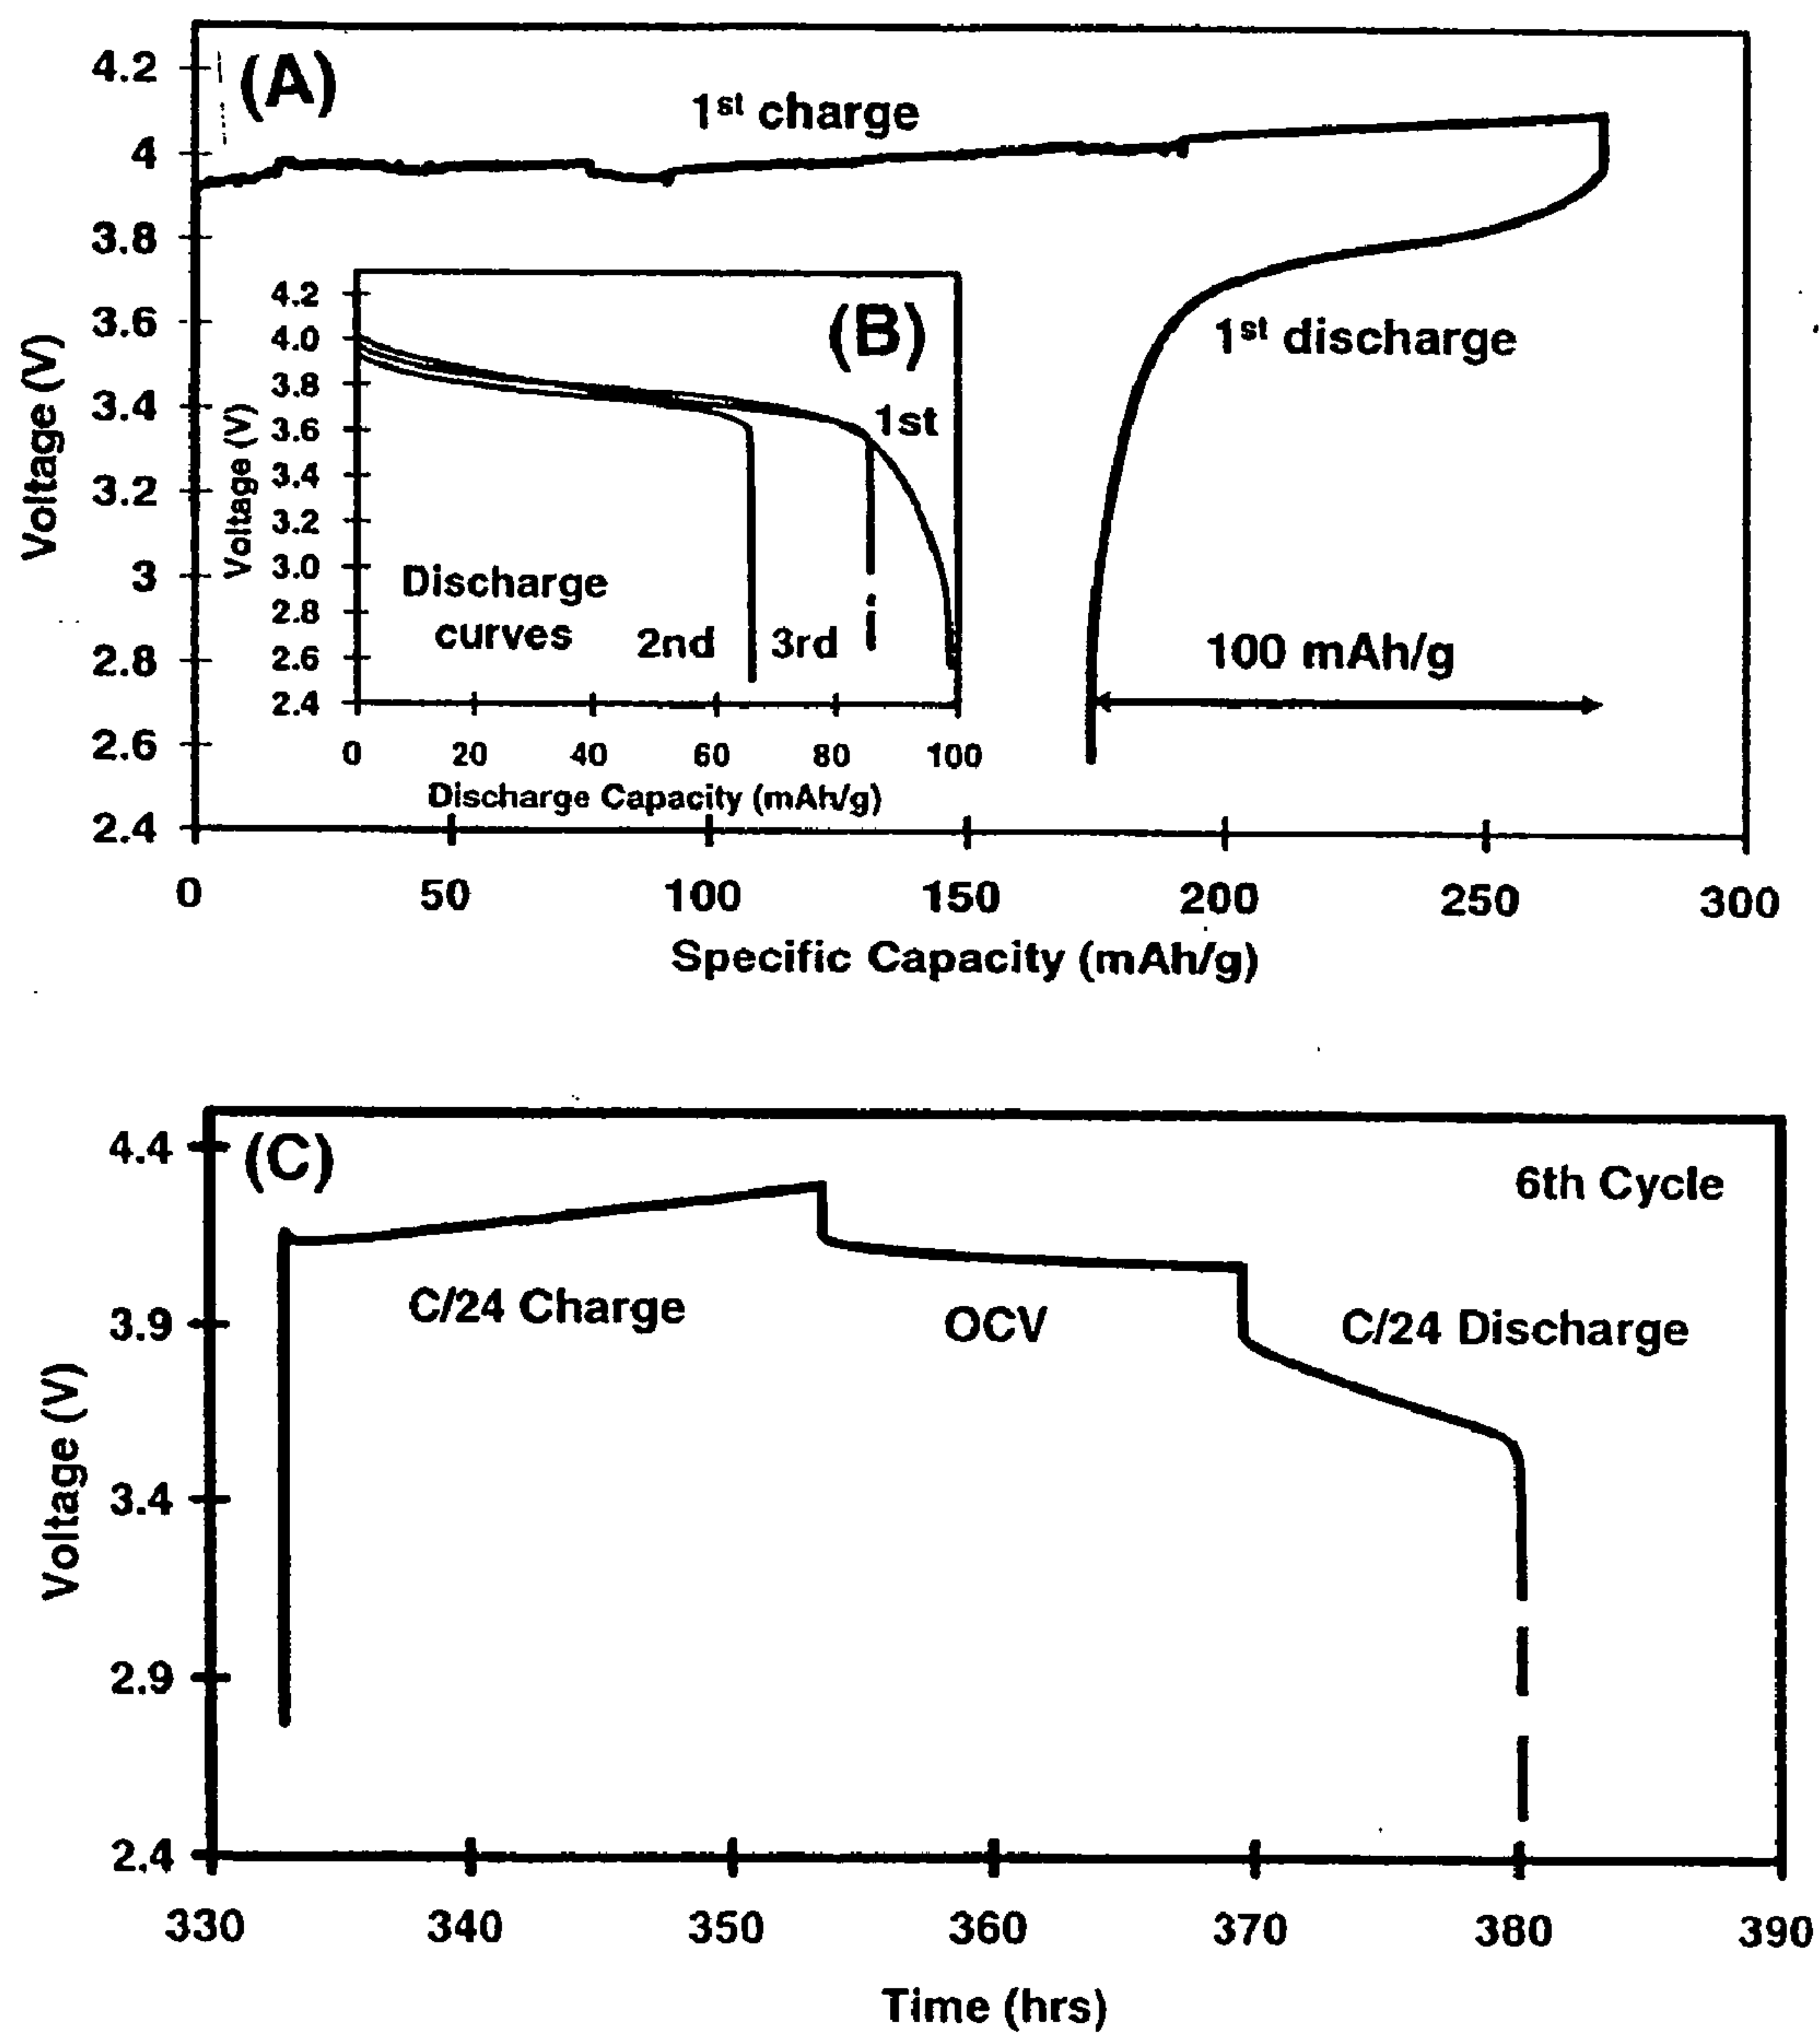 (A)
1st charge
4.2
4
3.8
3.6
3.4
3.2
3
2.8
2.6
2.4
Voltage (V)
1st discharge
100 mAh/g
(B)
4.2
4.0
3.8
3.6
3.4
3.2
3.0
2.8
2.6
2.4
Voltage (V)
1st
Discharge
curves
2nd
3rd
0 20 40 60 80 100
Discharge Capacity (mAh/g)
0 50 100 150 200 250 300
Specific Capacity (mAh/g)
(C)
6th Cycle
4.4
3.9
3.4
2.9
2.4
Voltage (V)
C/24 Charge
OCV
C/24 Discharge
330 340 350 360 370 380 390
Time (hrs)